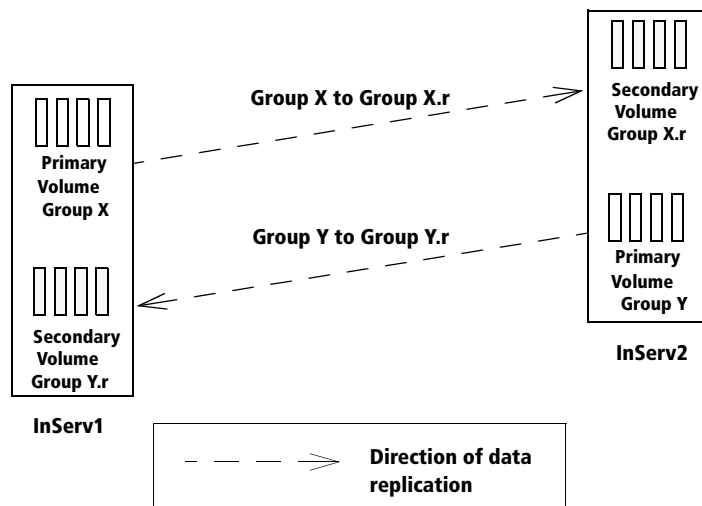 Group X to Group X.r
Primary
Volume
Group X
Secondary
Volume
Group X.r
Group Y to Group Y.r
Secondary
Volume
Group Y.r
Primary
Volume
Group Y
InServ1
InServ2
Direction of data
replication